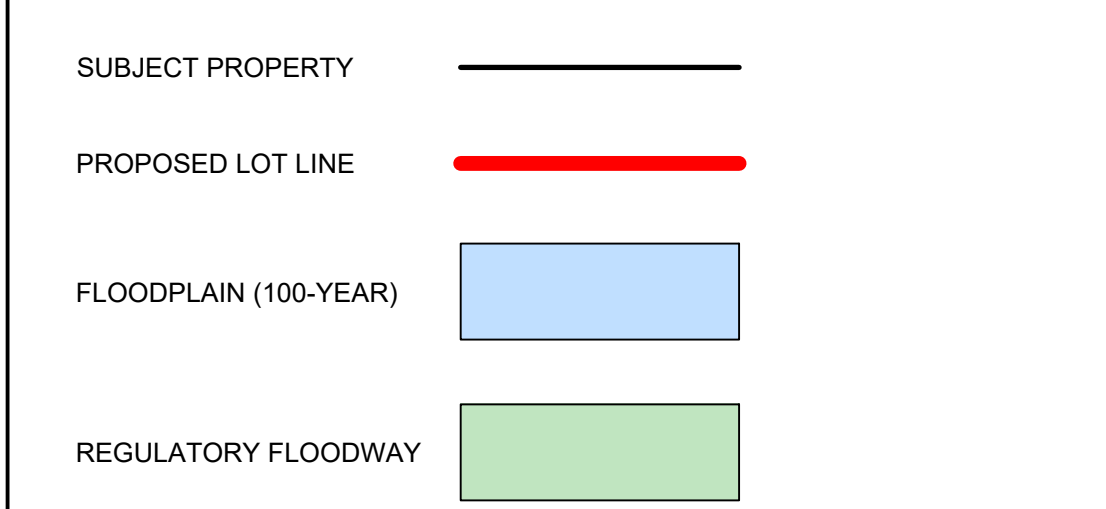 SUBJECT PROPERTY
PROPOSED LOT LINE
FLOODPLAIN (100-YEAR)
REGULATORY FLOODWAY